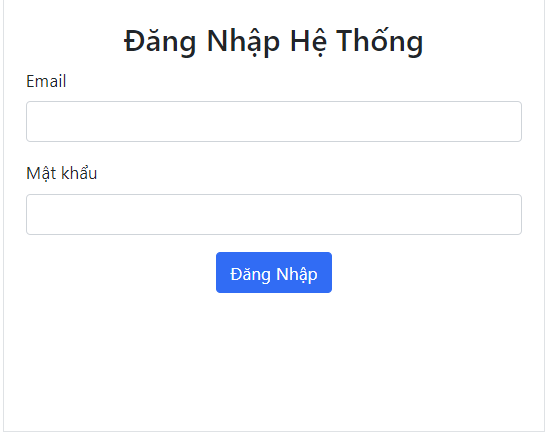 Đăng Nhập Hệ Thống
Email
Mật khẩu
Đăng Nhập